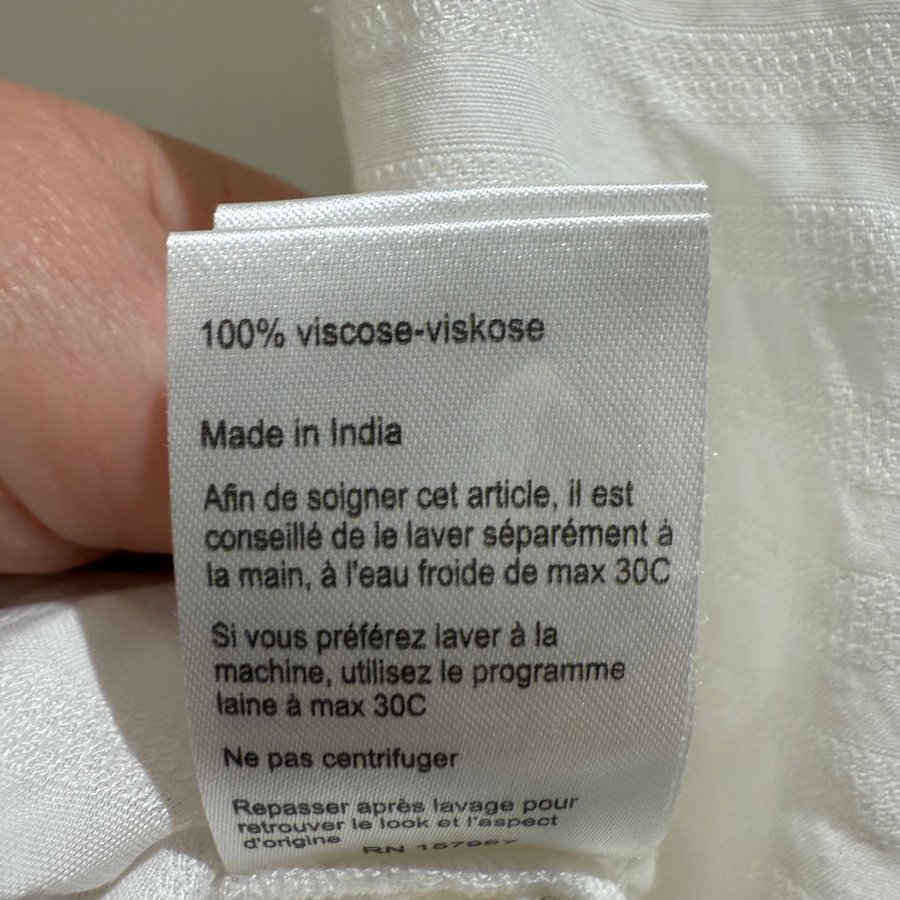 100% viscose-viskose
Made in India
Afin de soigner cet article, il est
conseillé de le laver séparément à
la main, à l'eau froide de max 30C
Si vous préférez laver à la
machine, utilisez le programme
laine à max 30C
Ne pas centrifuger
Repasser après lavage pour
retrouver le look et l'aspect
d'origine
RN